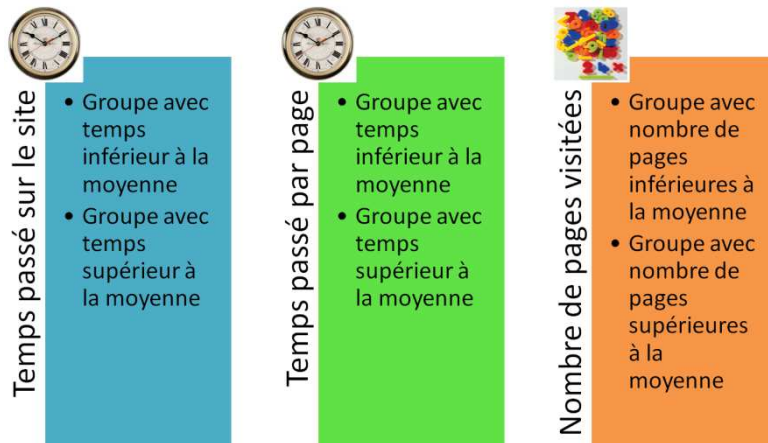 Temps passé sur le site
• Groupe avec
temps
inférieur à la
moyenne
• Groupe avec
temps
supérieur à
la moyenne
Temps passé par page
• Groupe avec
temps
inférieur à la
moyenne
• Groupe avec
temps
supérieur à
la moyenne
Nombre de pages visitées
• Groupe avec
nombre de
pages
inférieures à
la moyenne
• Groupe avec
nombre de
pages
supérieures
à la
moyenne